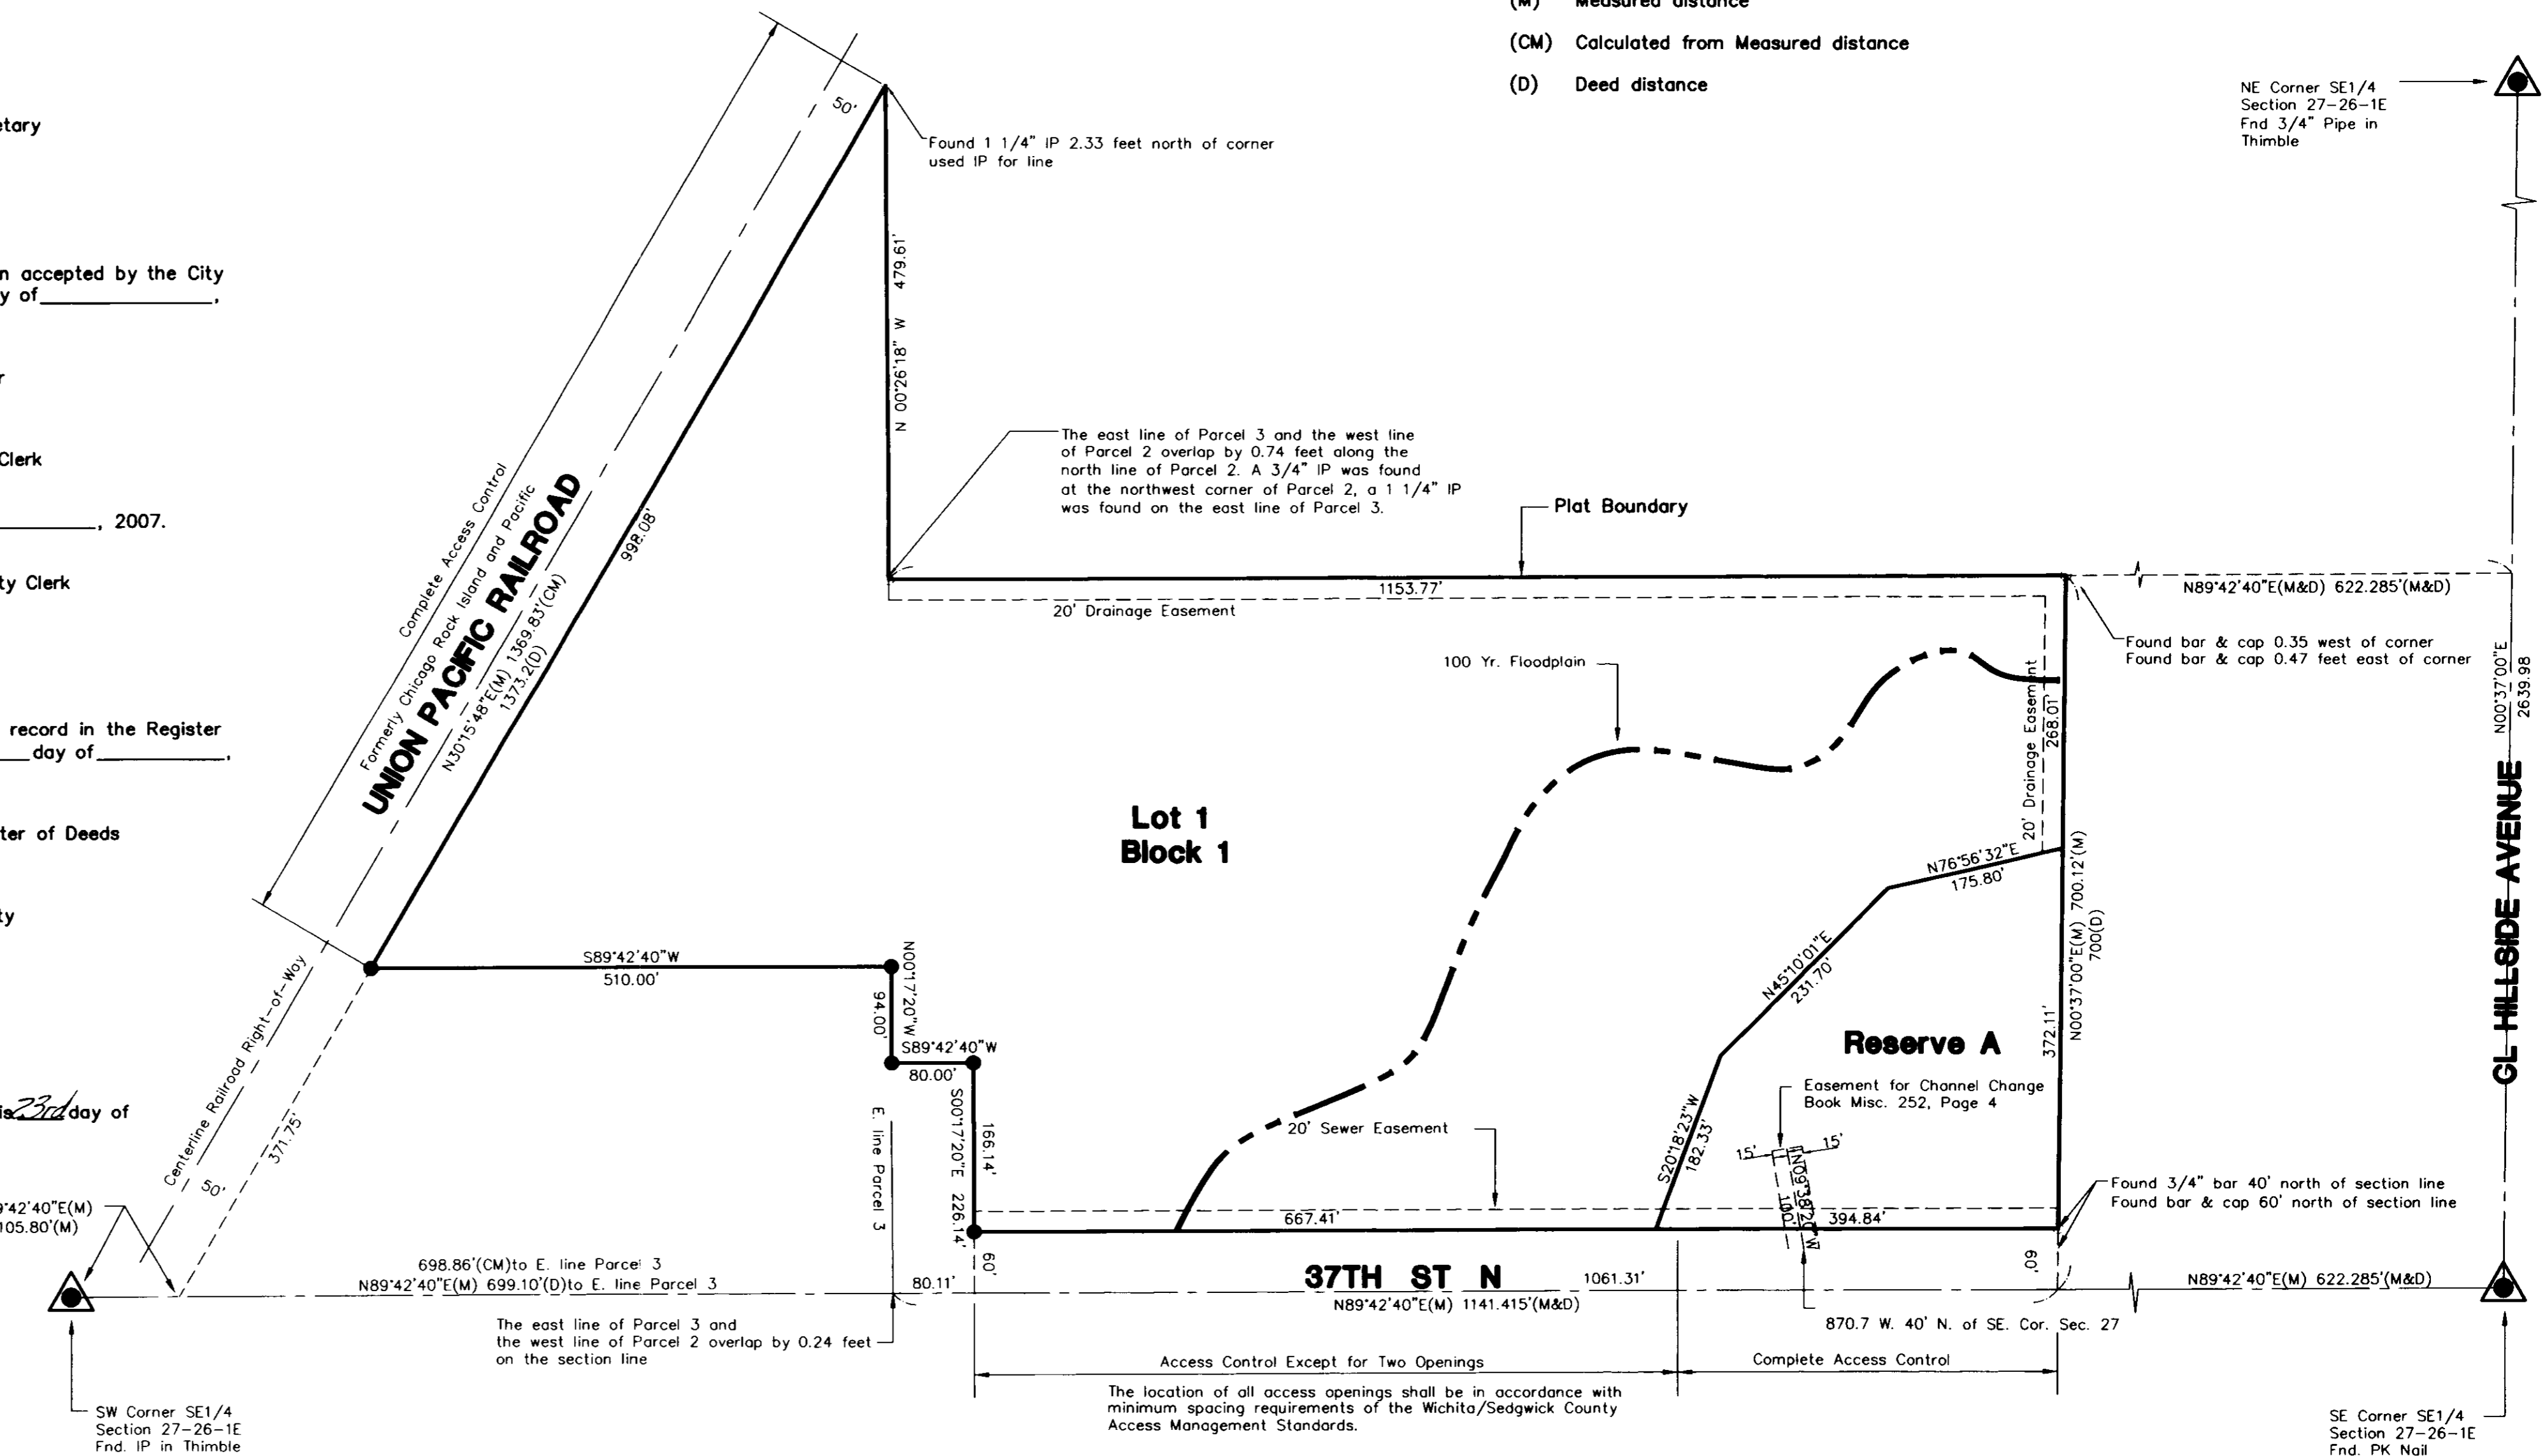 (M) Measured distance
(CM) Calculated from Measured distance
(D) Deed distance
NE Corner SE1/4
Section 27-26-1E
Fnd 3/4" Pipe in
Thimble
etary
n accepted by the City
y of____________,
r
Clerk
________, 2007.
ty Clerk
record in the Register
___day of__________,
ter of Deeds
ty
is 23rd day of
50'
Found 1 1/4" IP 2.33 feet north of corner
used IP for line
N 00°26'18" W 479.61'
The east line of Parcel 3 and the west line
of Parcel 2 overlap by 0.74 feet along the
north line of Parcel 2. A 3/4" IP was found
at the northwest corner of Parcel 2, a 1 1/4" IP
was found on the east line of Parcel 3.
Plat Boundary
Complete Access Control
Formerly Chicago Rock Island and Pacific
UNION PACIFIC RAILROAD
N30°15'48"E(M) 1369.83'(CM)
1373.2(D)
998.08'
1153.77'
20' Drainage Easement
N89°42'40"E(M&D) 622.285'(M&D)
Found bar & cap 0.35 west of corner
Found bar & cap 0.47 feet east of corner
N00°37'00"E
2639.98
GL HILLSIDE AVENUE
100 Yr. Floodplain
20' Drainage Easement
268.01'
Lot 1
Block 1
N76°56'32"E
175.80'
N00°37'00"E(M) 700.12'(M)
700(D)
N45°10'01"E
231.70'
372.11'
Reserve A
Easement for Channel Change
Book Misc. 252, Page 4
S89°42'40"W
510.00'
N00°17'20"W
94.00'
S89°42'40"W
80.00'
S00°17'20"E 226.14'
166.14'
E. line Parcel 3
20' Sewer Easement
S20°18'23"W
182.33'
15'
15'
N09°38'22"W
100'
Centerline Railroad Right-of-Way
371.75'
50'
9°42'40"E(M)
105.80'(M)
667.41'
394.84'
Found 3/4" bar 40' north of section line
Found bar & cap 60' north of section line
698.86'(CM)to E. line Parcel 3
N89°42'40"E(M) 699.10'(D)to E. line Parcel 3
80.11'
60'
37TH ST N
1061.31'
N89°42'40"E(M) 1141.415'(M&D)
60'
N89°42'40"E(M) 622.285'(M&D)
The east line of Parcel 3 and
the west line of Parcel 2 overlap by 0.24 feet
on the section line
870.7 W. 40' N. of SE. Cor. Sec. 27
Access Control Except for Two Openings
Complete Access Control
The location of all access openings shall be in accordance with
minimum spacing requirements of the Wichita/Sedgwick County
Access Management Standards.
SW Corner SE1/4
Section 27-26-1E
Fnd. IP in Thimble
SE Corner SE1/4
Section 27-26-1E
Fnd. PK Nail